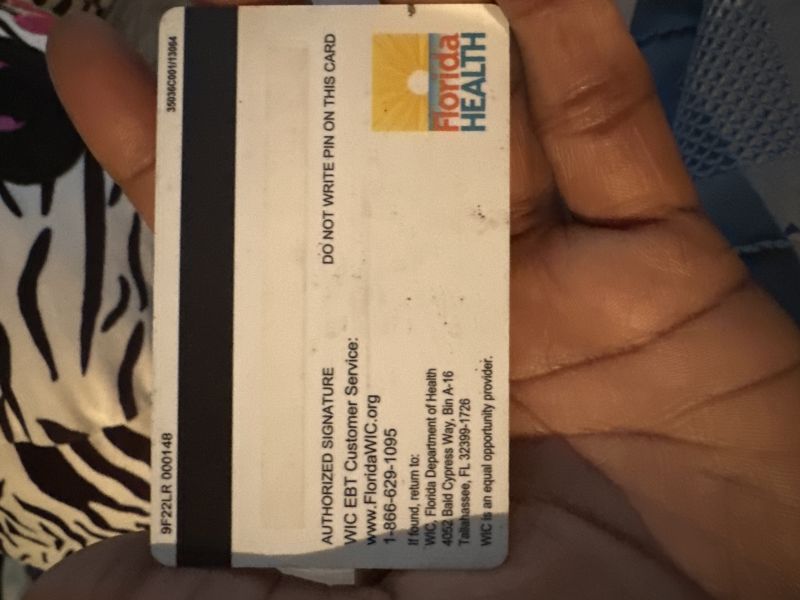 9F22LR 000148
35036C001/13064
AUTHORIZED SIGNATURE
DO NOT WRITE PIN ON THIS CARD
WIC EBT Customer Service:
www.FloridaWIC.org
1-866-629-1095
If found, return to:
WIC, Florida Department of Health
4052 Bald Cypress Way, Bin A-16
Tallahassee, FL 32399-1726
WIC is an equal opportunity provider.
Florida
HEALTH